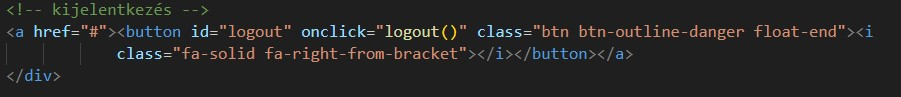 <!-- kijelentkezés -->
<a href="#"><button id="logout" onclick="logout()" class="btn btn-outline-danger float-end"><i
class="fa-solid fa-right-from-bracket"></i></button></a>
</div>